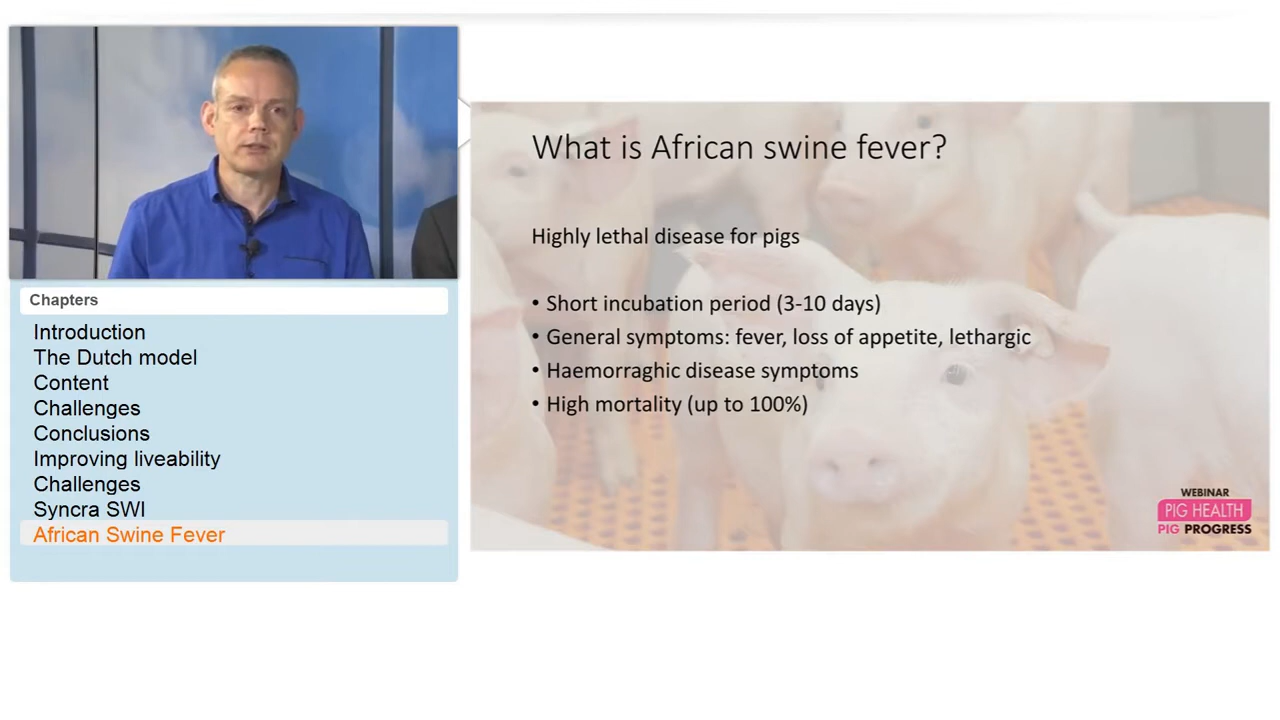 Chapters
Introduction
The Dutch model
Content
Challenges
Conclusions
Improving liveability
Challenges
Syncra SWI
African Swine Fever
What is African swine fever?
Highly lethal disease for pigs
• Short incubation period (3-10 days)
• General symptoms: fever, loss of appetite, lethargic
• Haemorraghic disease symptoms
• High mortality (up to 100%)
WEBINAR
PIG HEALTH
PIG PROGRESS